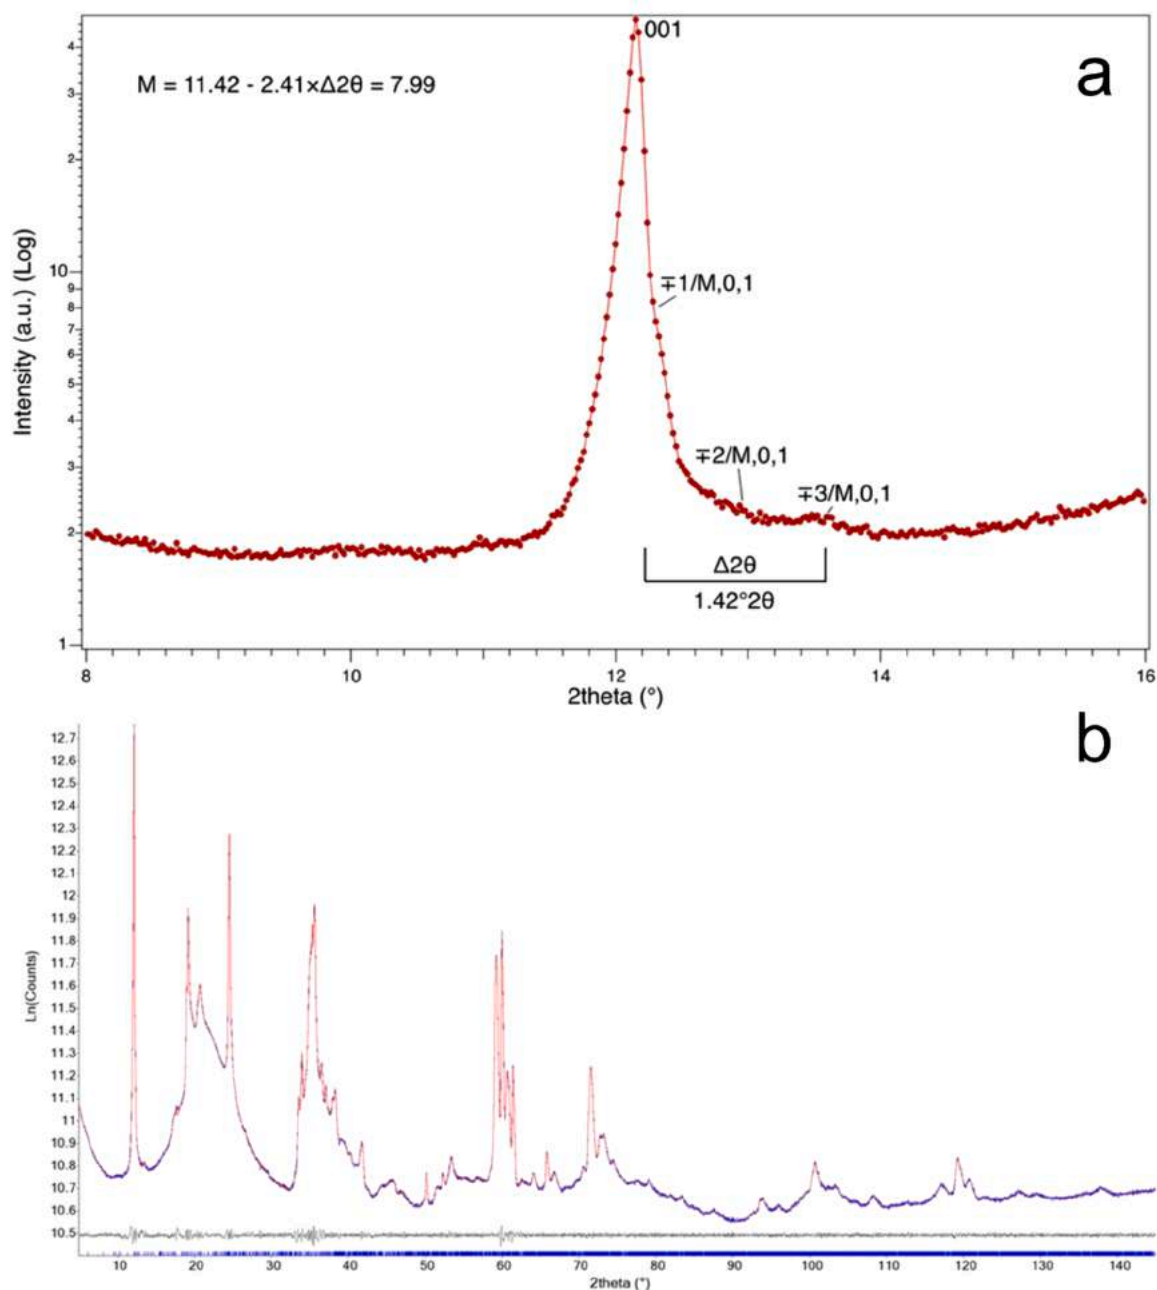 a
001
M = 11.42 - 2.41×Δ2θ = 7.99
4
3
2
10
9
8
7
6
5
4
3
2
1
Intensity (a.u.) (Log)
∓1/M,0,1
∓2/M,0,1
∓3/M,0,1
Δ2θ
1.42°2θ
8 10 12 14 16
2theta (°)
b
12.7
12.6
12.5
12.4
12.3
12.2
12.1
12
11.9
11.8
11.7
11.6
11.5
11.4
11.3
11.2
11.1
11
10.9
10.8
10.7
10.6
10.5
Ln(Counts)
10 20 30 40 50 60 70 80 90 100 110 120 130 140
2theta (°)